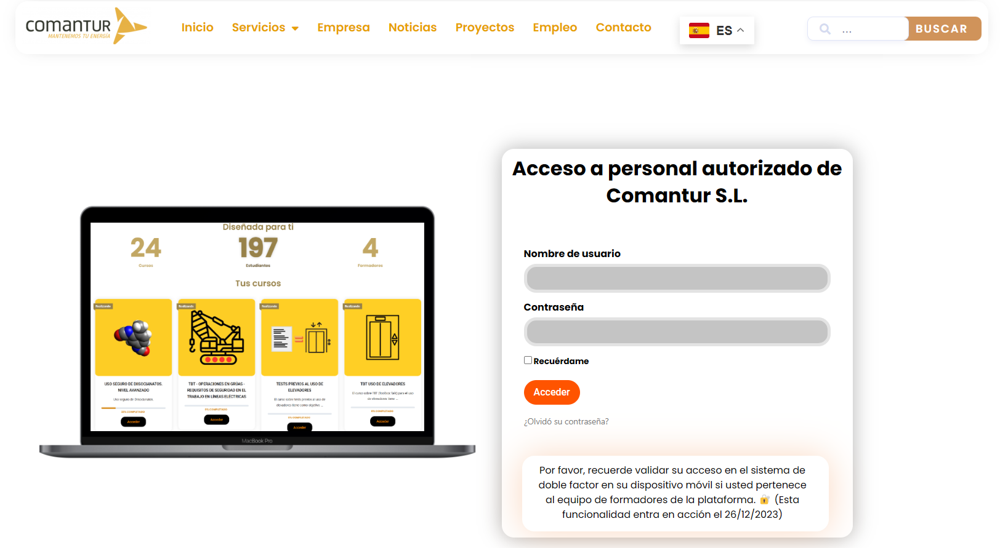 COMANTUR
MANTENEMOS TU ENERGÍA
Inicio
Servicios
Empresa
Noticias
Proyectos
Empleo
Contacto
ES
...
BUSCAR
Diseñada para ti
24
197
4
Cursos
Estudiantes
Formadores
Tus cursos
Realizando
Realizando
Realizando
Realizando
USO SEGURO DE DIISOCIANATOS.
NIVEL AVANZADO
Uso seguro de Diisocianatos.
Acceder
TBT - OPERACIONES EN GRÚAS -
REQUISITOS DE SEGURIDAD EN EL
TRABAJO EN LÍNEAS ELÉCTRICAS
0% COMPLETADO
Acceder
TESTS PREVIOS AL USO DE
ELEVADORES
El curso sobre tests previos al uso de
elevadores tiene como objetivo ...
0% COMPLETADO
Acceder
TBT USO DE ELEVADORES
El curso sobre TBT (Toolbox Talk) para el uso
de elevadores tiene ...
0% COMPLETADO
Acceder
MacBook Pro
Acceso a personal autorizado de
Comantur S.L.
Nombre de usuario
Contraseña
Recuérdame
Acceder
¿Olvidó su contraseña?
Por favor, recuerde validar su acceso en el sistema de
doble factor en su dispositivo móvil si usted pertenece
al equipo de formadores de la plataforma. 🔐 (Esta
funcionalidad entra en acción el 26/12/2023)